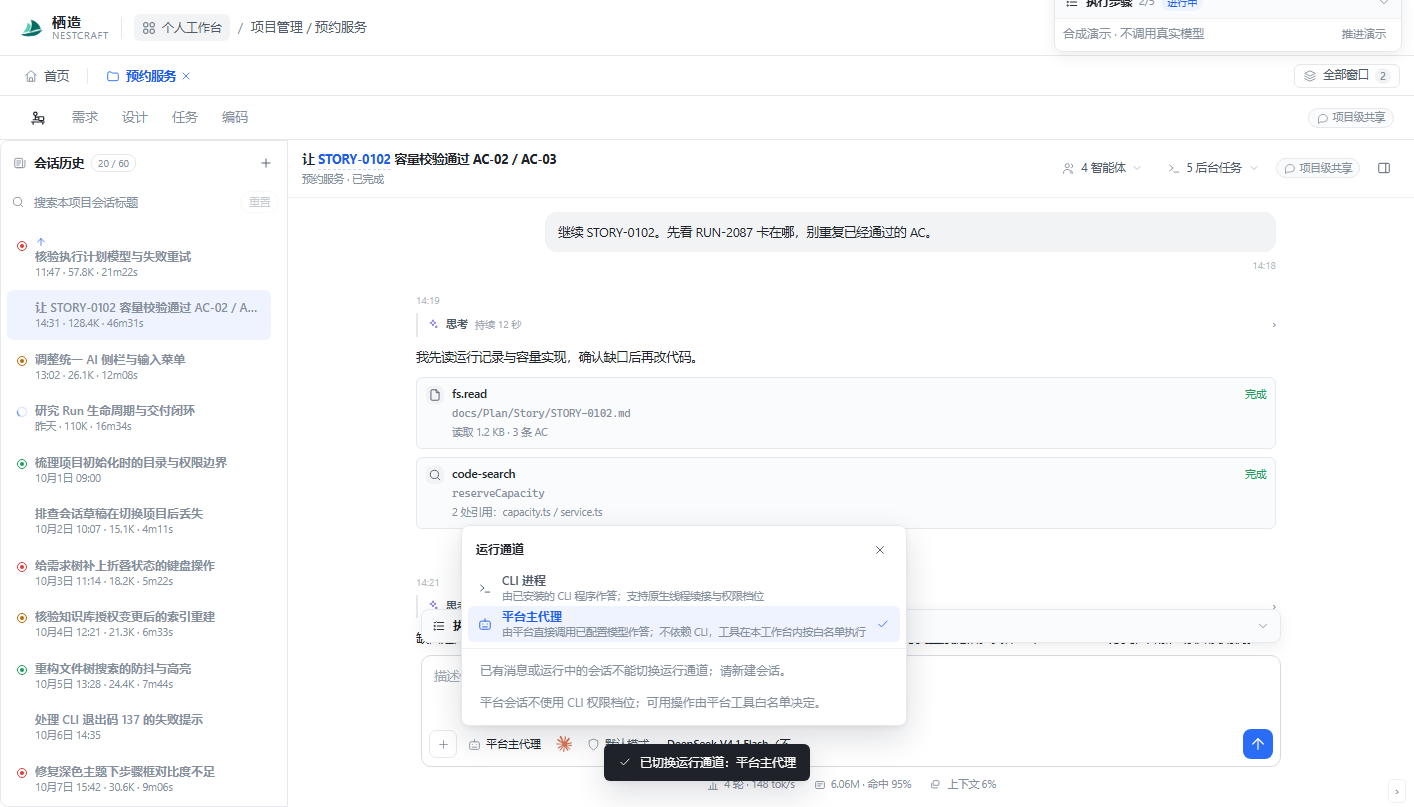 栖造
NESTCRAFT
个人工作台 / 项目管理 / 预约服务
执行步骤 2/5 进行中
合成演示 · 不调用真实模型 推进演示
首页 预约服务
全部窗口 2
需求 设计 任务 编码
项目级共享
会话历史 20 / 60
搜索本项目会话标题 重置
核验执行计划模型与失败重试
11:47 · 57.8K · 21m22s
让 STORY-0102 容量校验通过 AC-02 / A...
14:31 · 128.4K · 46m31s
调整统一 AI 侧栏与输入菜单
13:02 · 26.1K · 12m08s
研究 Run 生命周期与交付闭环
昨天 · 110K · 16m34s
梳理项目初始化时的目录与权限边界
10月1日 09:00
排查会话草稿在切换项目后丢失
10月2日 10:07 · 15.1K · 4m11s
给需求树补上折叠状态的键盘操作
10月3日 11:14 · 18.2K · 5m22s
核验知识库授权变更后的索引重建
10月4日 12:21 · 21.3K · 6m33s
重构文件树搜索的防抖与高亮
10月5日 13:28 · 24.4K · 7m44s
处理 CLI 退出码 137 的失败提示
10月6日 14:35
修复深色主题下步骤框对比度不足
10月7日 15:42 · 30.6K · 9m06s
让 STORY-0102 容量校验通过 AC-02 / AC-03
预约服务 · 已完成
4 智能体 5 后台任务 项目级共享
继续 STORY-0102。先看 RUN-2087 卡在哪，别重复已经通过的 AC。
14:18
14:19
思考 持续 12 秒
我先读运行记录与容量实现，确认缺口后再改代码。
fs.read 完成
docs/Plan/Story/STORY-0102.md
读取 1.2 KB · 3 条 AC
code-search 完成
reserveCapacity
2 处引用：capacity.ts / service.ts
14:21
运行通道
CLI 进程
由已安装的 CLI 程序作答；支持原生线程续接与权限档位
平台主代理
由平台直接调用已配置模型作答；不依赖 CLI，工具在本工作台内按白名单执行
已有消息或运行中的会话不能切换运行通道；请新建会话。
平台会话不使用 CLI 权限档位；可用操作由平台工具白名单决定。
描述
平台主代理 默认模式 DeepSeek V4.1 Flash（不
已切换运行通道：平台主代理
4 轮 · 148 tok/s 6.06M · 命中 95% 上下文 6%